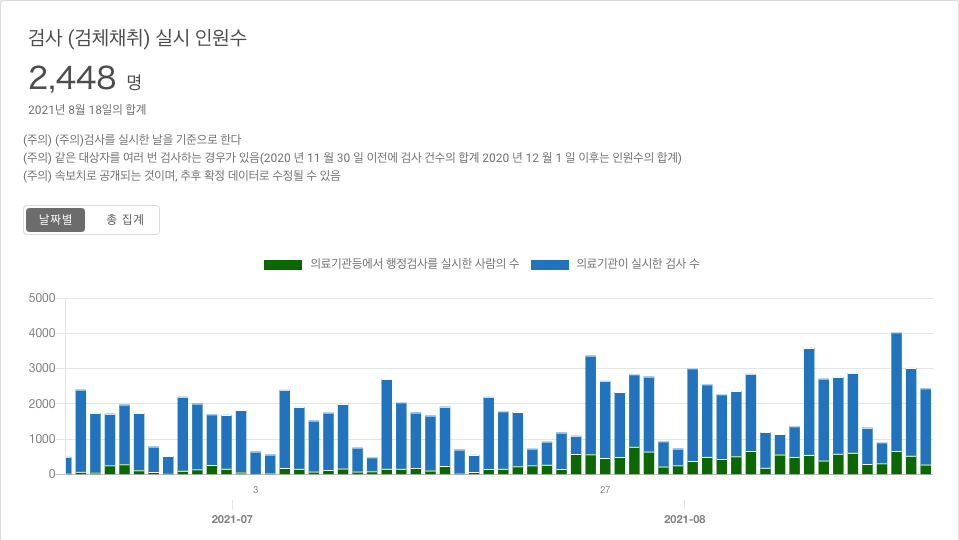 검사 (검체채취) 실시 인원수
2,448 명
2021년 8월 18일의 합계
(주의) (주의)검사를 실시한 날을 기준으로 한다
(주의) 같은 대상자를 여러 번 검사하는 경우가 있음(2020 년 11 월 30 일 이전에 검사 건수의 합계 2020 년 12 월 1 일 이후는 인원수의 합계)
(주의) 속보치로 공개되는 것이며, 추후 확정 데이터로 수정될 수 있음
날짜별 총 집계
의료기관등에서 행정검사를 실시한 사람의 수 의료기관이 실시한 검사 수
5000
4000
3000
2000
1000
0
3 27
2021-07 2021-08